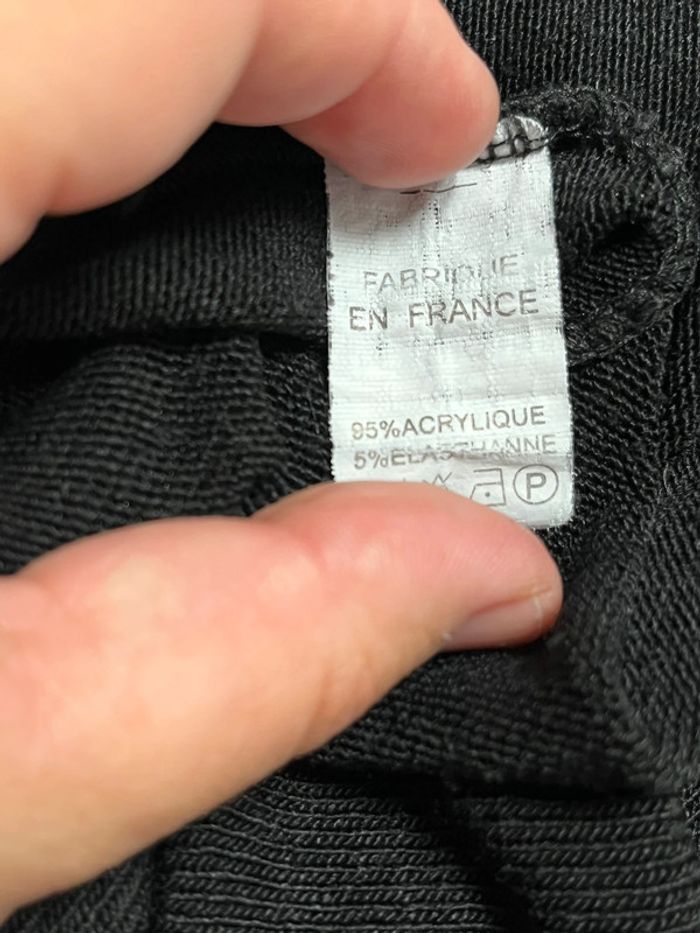 FABRIQUE
EN FRANCE
95%ACRYLIQUE
5%ELASTHANNE
P